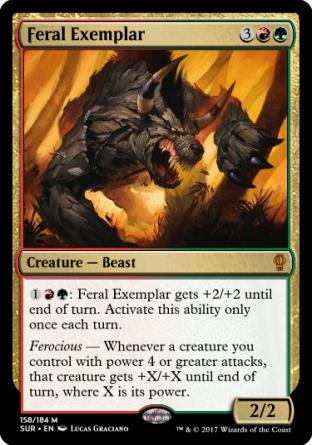 Feral Exemplar 3
Creature — Beast
1: Feral Exemplar gets +2/+2 until
end of turn. Activate this ability only
once each turn.
Ferocious — Whenever a creature you
control with power 4 or greater attacks,
that creature gets +X/+X until end of
turn, where X is its power.
2/2
158/184 M
SUR • EN LUCAS GRACIANO
™ & © 2017 Wizards of the Coast